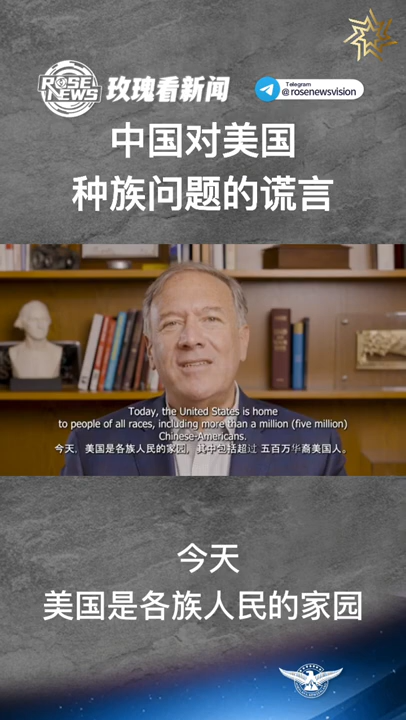 ROSE
NEWS
玫瑰看新闻
Telegram
@rosenewsvision
中国对美国
种族问题的谎言
Today, the United States is home
to people of all races, including more than a million (five million)
Chinese-Americans.
今天，美国是各族人民的家园，其中包括超过 五百万华裔美国人。
今天
美国是各族人民的家园